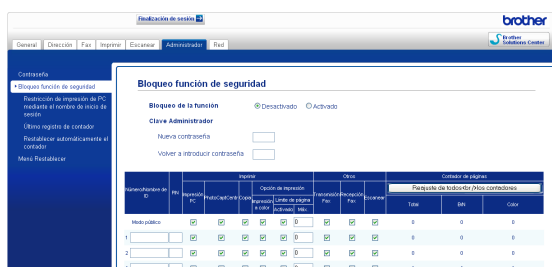 Finalización de sesión
brother
General Dirección Fax Imprimir Escanear Administrador Red
Brother Solutions Center
Contraseña
Bloqueo función de seguridad
Restricción de impresión de PC mediante el nombre de inicio de sesión
Último registro de contador
Restablecer automáticamente el contador
Menú Restablecer
Bloqueo función de seguridad
Bloqueo de la función Desactivado Activado
Clave Administrador
Nueva contraseña
Volver a introducir contraseña
Imprimir Otros Contador de páginas
Número/Nombre de ID PIN Impresión PC PhotoCaptCentr Copia Opción de impresión Transmisión Fax Recepción Fax Escanear
Impresión a color Límite de página
Activado Máx.
Total B/N Color
Modo público 0 0 0 0
1 0 0 0 0
2 0 0 0 0